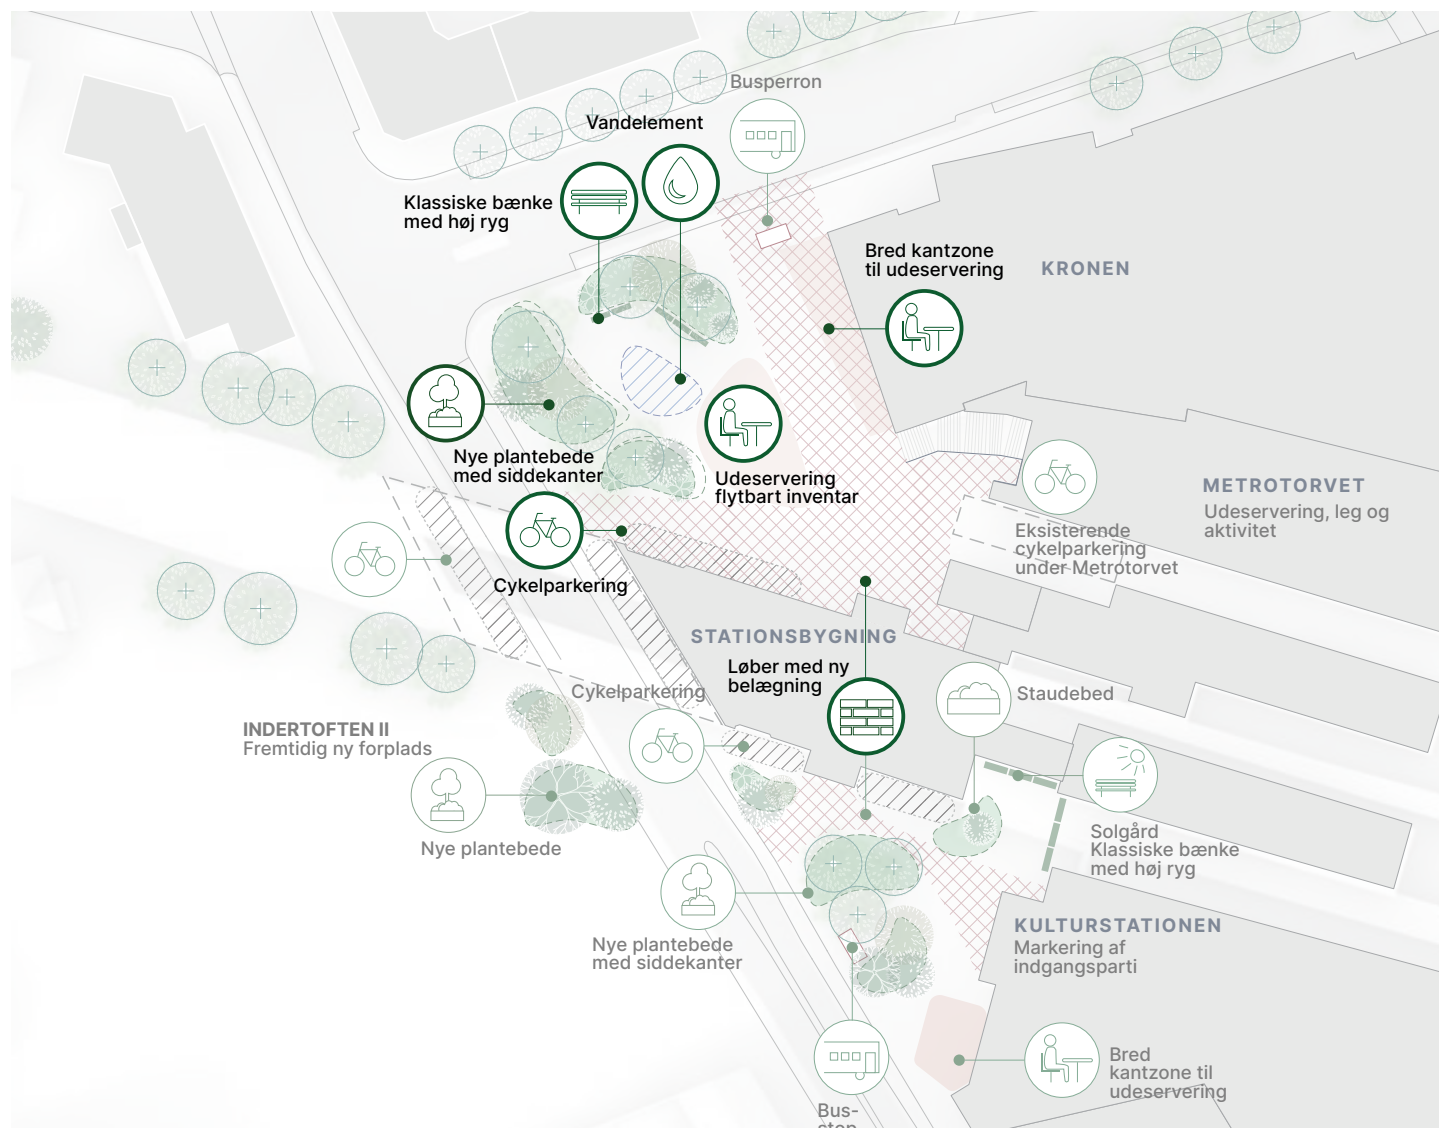 Busperron
Vandelement
Klassiske bænke
med høj ryg
Bred kantzone
til udeservering
KRONEN
Nye plantebede
med siddekanter
Udeservering
flytbart inventar
METROTORVET
Udeservering, leg og
aktivitet
Eksisterende
cykelparkering
under Metrotorvet
Cykelparkering
STATIONSBYGNING
Løber med ny
belægning
Cykelparkering
Staudebed
INDERTOFTEN II
Fremtidig ny forplads
Solgård
Klassiske bænke
med høj ryg
Nye plantebede
KULTURSTATIONEN
Markering af
indgangsparti
Nye plantebede
med siddekanter
Bred
kantzone til
udeservering
Bus-
stop